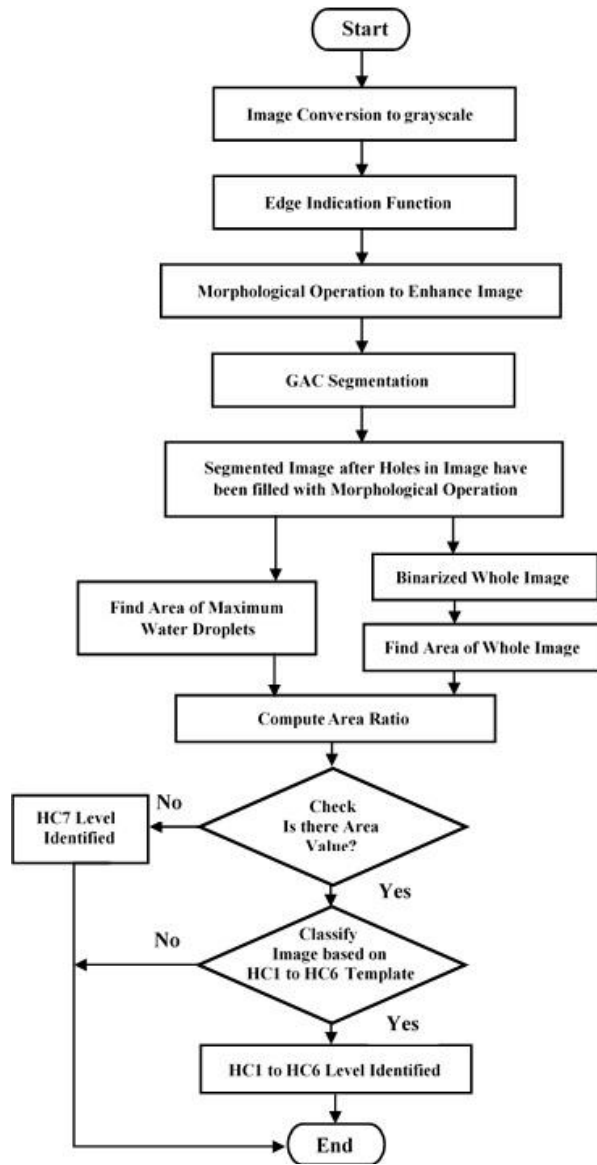 Start
Image Conversion to grayscale
Edge Indication Function
Morphological Operation to Enhance Image
GAC Segmentation
Segmented Image after Holes in Image have
been filled with Morphological Operation
Find Area of Maximum
Water Droplets
Binarized Whole Image
Find Area of Whole Image
Compute Area Ratio
No
HC7 Level
Identified
Check
Is there Area
Value?
Yes
No
Classify
Image based on
HC1 to HC6 Template
Yes
HC1 to HC6 Level Identified
End